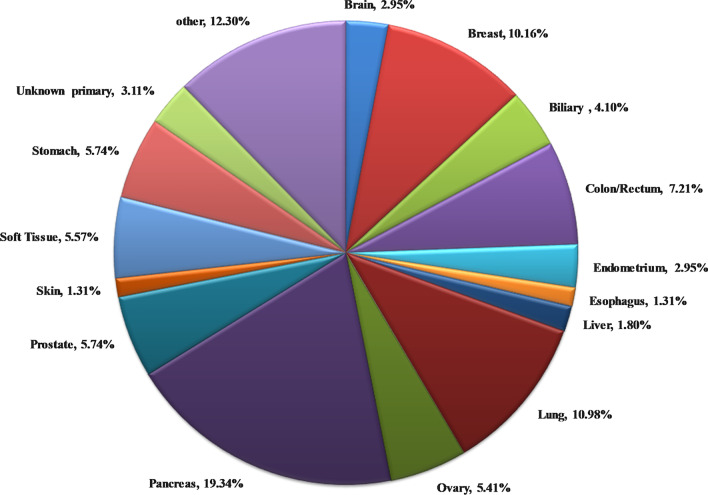 Brain, 2.95%
Breast, 10.16%
Biliary , 4.10%
Colon/Rectum, 7.21%
Endometrium, 2.95%
Esophagus, 1.31%
Liver, 1.80%
Lung, 10.98%
Ovary, 5.41%
Pancreas, 19.34%
Prostate, 5.74%
Skin, 1.31%
Soft Tissue, 5.57%
Stomach, 5.74%
Unknown primary, 3.11%
other, 12.30%